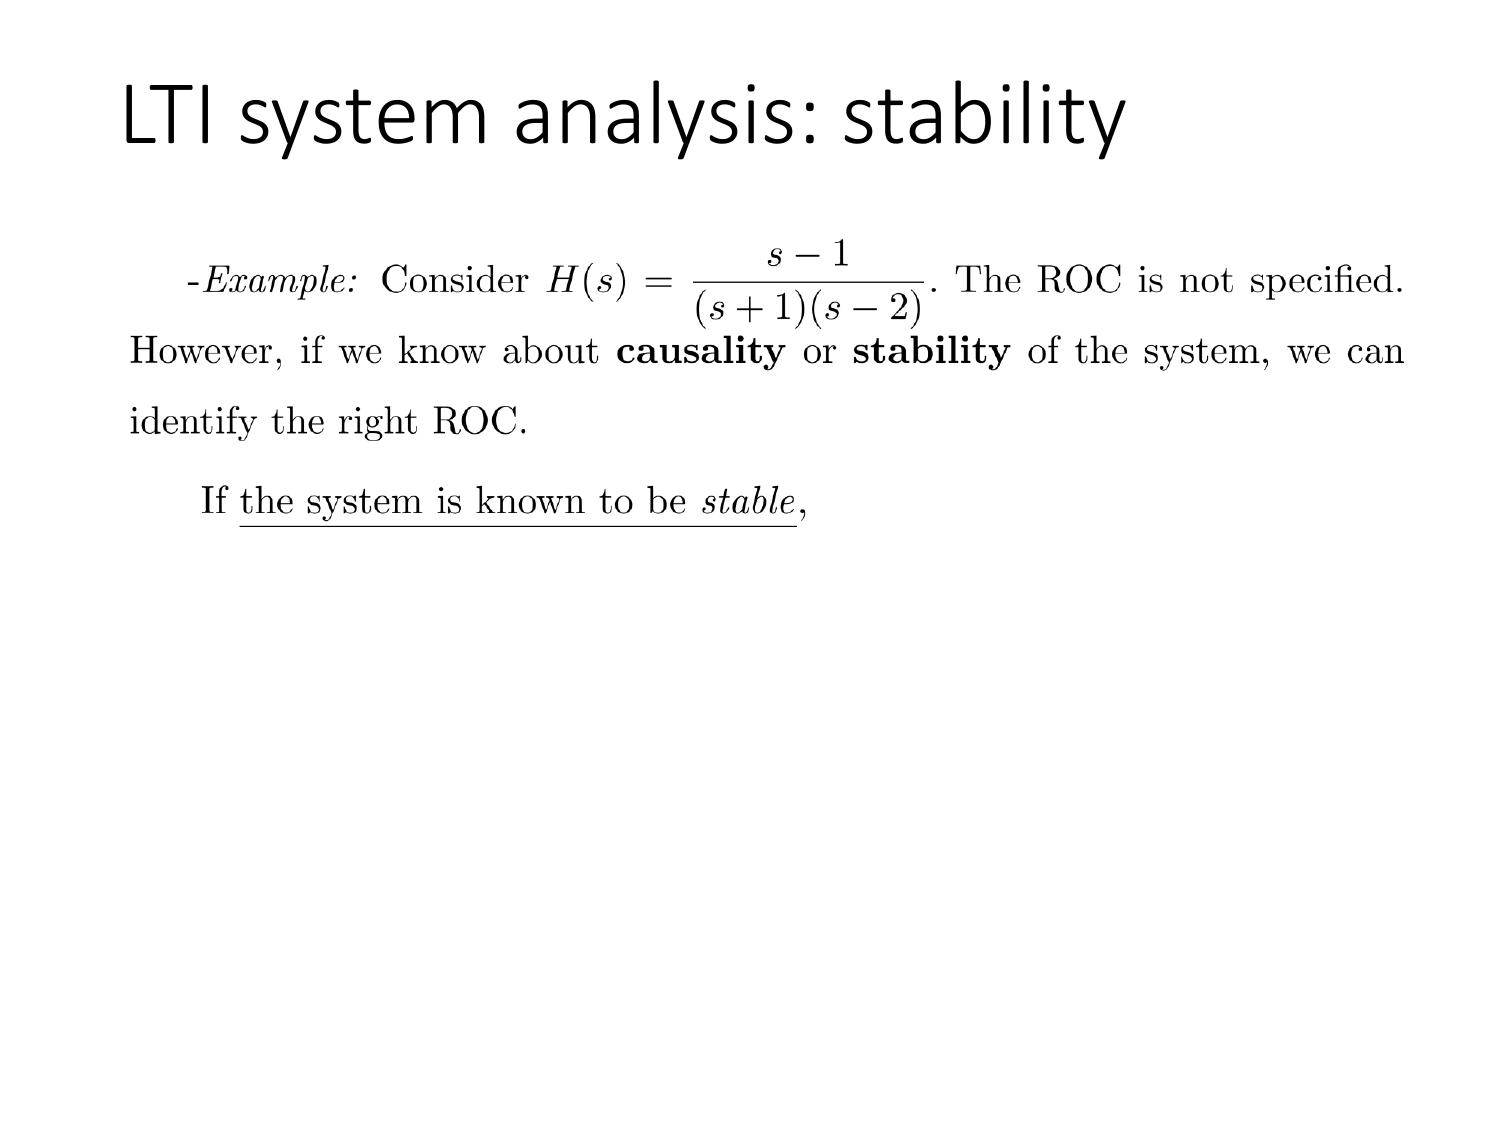 LTI system analysis: stability
-Example: Consider H(s) = \frac{s − 1}{(s + 1)(s − 2)}. The ROC is not specified.
However, if we know about causality or stability of the system, we can
identify the right ROC.
If the system is known to be stable,